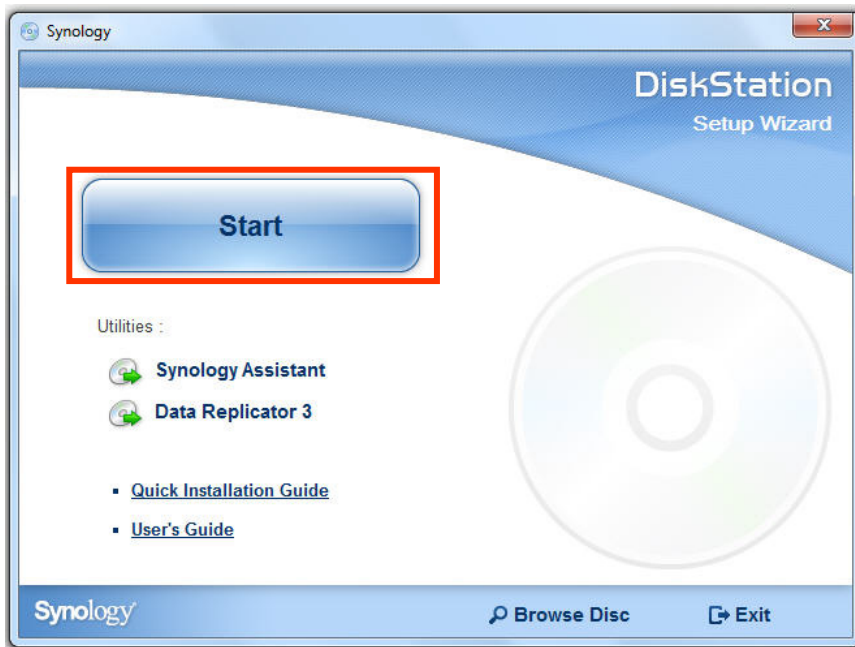 Synology
DiskStation
Setup Wizard
Start
Utilities :
Synology Assistant
Data Replicator 3
Quick Installation Guide
User's Guide
Synology
Browse Disc
Exit